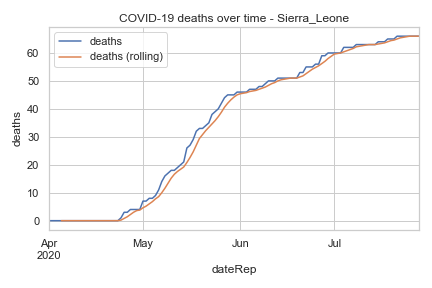 COVID-19 deaths over time - Sierra_Leone
deaths
deaths (rolling)
60
50
40
30
20
10
0
deaths
Apr
2020
May
Jun
Jul
dateRep